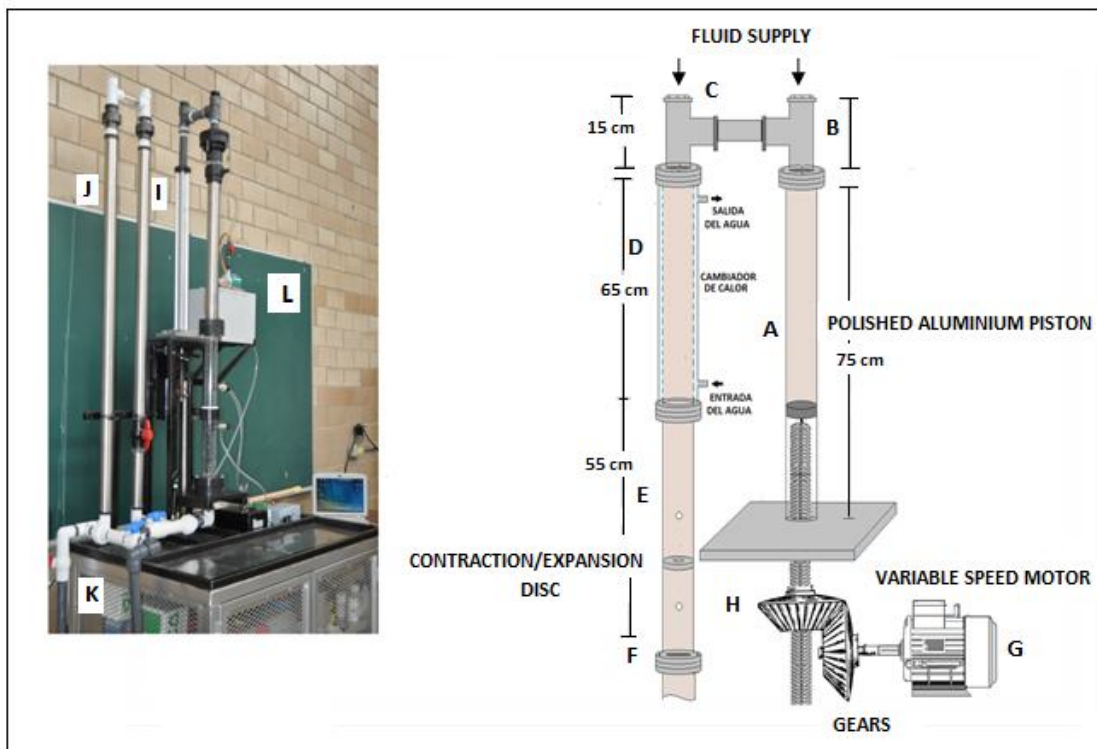 FLUID SUPPLY
C
15 cm
B
J
I
SALIDA
DEL AGUA
D
CAMBIADOR
DE CALOR
65 cm
L
A
POLISHED ALUMINIUM PISTON
75 cm
ENTRADA
DEL AGUA
55 cm
E
CONTRACTION/EXPANSION
DISC
VARIABLE SPEED MOTOR
K
H
F
G
GEARS